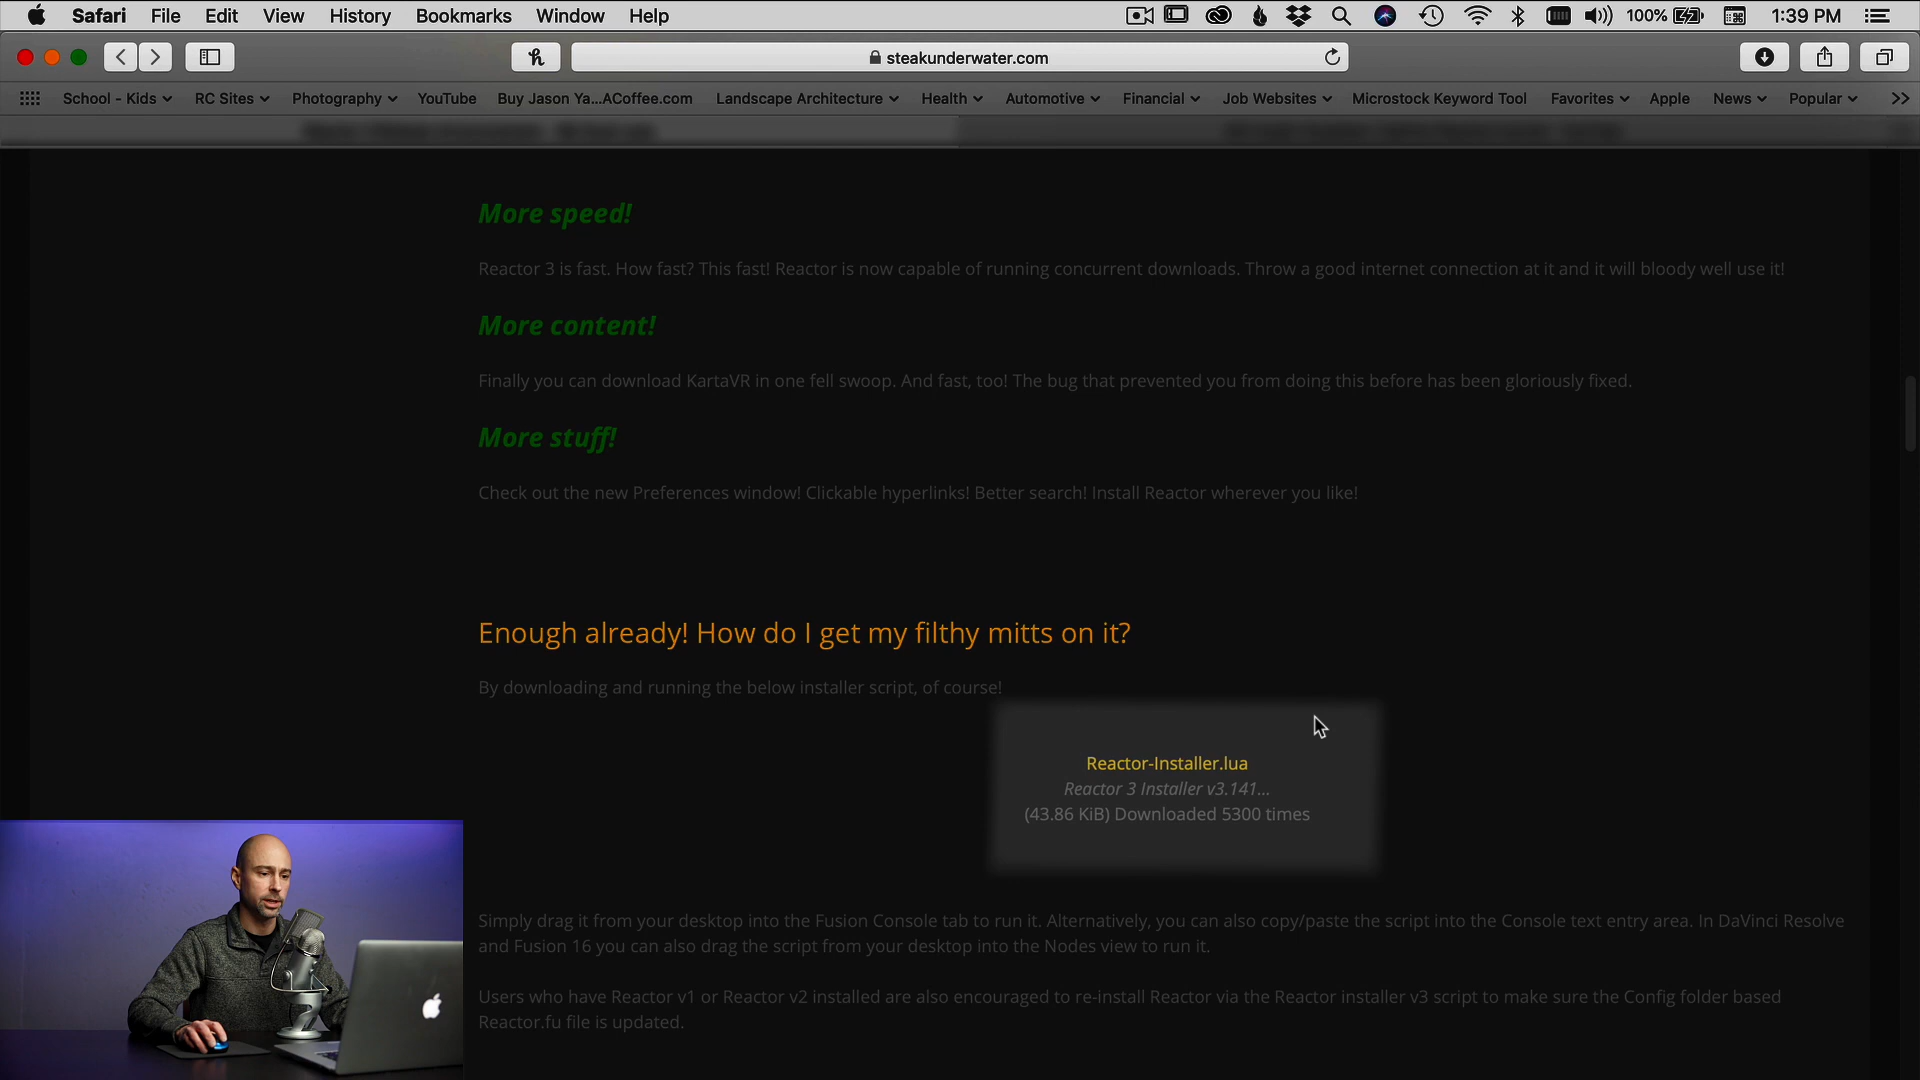 Safari File Edit View History Bookmarks Window Help 100% 1:39 PM
steakunderwater.com
School - Kids RC Sites Photography YouTube Buy Jason Ya...ACoffee.com Landscape Architecture Health Automotive Financial Job Websites Microstock Keyword Tool Favorites Apple News Popular
More speed!
Reactor 3 is fast. How fast? This fast! Reactor is now capable of running concurrent downloads. Throw a good internet connection at it and it will bloody well use it!
More content!
Finally you can download KartaVR in one fell swoop. And fast, too! The bug that prevented you from doing this before has been gloriously fixed.
More stuff!
Check out the new Preferences window! Clickable hyperlinks! Better search! Install Reactor wherever you like!
Enough already! How do I get my filthy mitts on it?
By downloading and running the below installer script, of course!
Reactor-Installer.lua
Reactor 3 Installer v3.141...
(43.86 KiB) Downloaded 5300 times
Simply drag it from your desktop into the Fusion Console tab to run it. Alternatively, you can also copy/paste the script into the Console text entry area. In DaVinci Resolve
and Fusion 16 you can also drag the script from your desktop into the Nodes view to run it.
Users who have Reactor v1 or Reactor v2 installed are also encouraged to re-install Reactor via the Reactor installer v3 script to make sure the Config folder based
Reactor.fu file is updated.